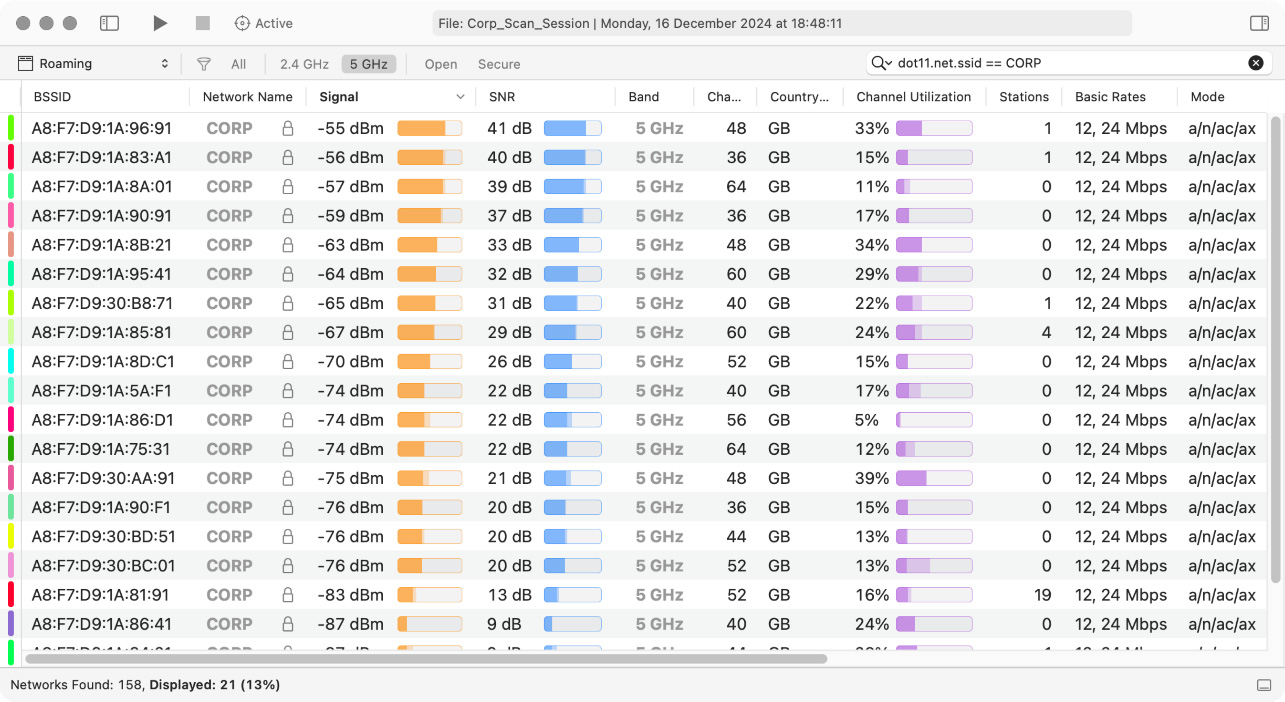 Active
File: Corp_Scan_Session | Monday, 16 December 2024 at 18:48:11
Roaming All 2.4 GHz 5 GHz Open Secure dot11.net.ssid == CORP
BSSID Network Name Signal SNR Band Cha... Country... Channel Utilization Stations Basic Rates Mode
A8:F7:D9:1A:96:91 CORP -55 dBm 41 dB 5 GHz 48 GB 33% 1 12, 24 Mbps a/n/ac/ax
A8:F7:D9:1A:83:A1 CORP -56 dBm 40 dB 5 GHz 36 GB 15% 1 12, 24 Mbps a/n/ac/ax
A8:F7:D9:1A:8A:01 CORP -57 dBm 39 dB 5 GHz 64 GB 11% 0 12, 24 Mbps a/n/ac/ax
A8:F7:D9:1A:90:91 CORP -59 dBm 37 dB 5 GHz 36 GB 17% 0 12, 24 Mbps a/n/ac/ax
A8:F7:D9:1A:8B:21 CORP -63 dBm 33 dB 5 GHz 48 GB 34% 0 12, 24 Mbps a/n/ac/ax
A8:F7:D9:1A:95:41 CORP -64 dBm 32 dB 5 GHz 60 GB 29% 0 12, 24 Mbps a/n/ac/ax
A8:F7:D9:30:B8:71 CORP -65 dBm 31 dB 5 GHz 40 GB 22% 1 12, 24 Mbps a/n/ac/ax
A8:F7:D9:1A:85:81 CORP -67 dBm 29 dB 5 GHz 60 GB 24% 4 12, 24 Mbps a/n/ac/ax
A8:F7:D9:1A:8D:C1 CORP -70 dBm 26 dB 5 GHz 52 GB 15% 0 12, 24 Mbps a/n/ac/ax
A8:F7:D9:1A:5A:F1 CORP -74 dBm 22 dB 5 GHz 40 GB 17% 0 12, 24 Mbps a/n/ac/ax
A8:F7:D9:1A:86:D1 CORP -74 dBm 22 dB 5 GHz 56 GB 5% 0 12, 24 Mbps a/n/ac/ax
A8:F7:D9:1A:75:31 CORP -74 dBm 22 dB 5 GHz 64 GB 12% 0 12, 24 Mbps a/n/ac/ax
A8:F7:D9:30:AA:91 CORP -75 dBm 21 dB 5 GHz 48 GB 39% 0 12, 24 Mbps a/n/ac/ax
A8:F7:D9:1A:90:F1 CORP -76 dBm 20 dB 5 GHz 36 GB 15% 0 12, 24 Mbps a/n/ac/ax
A8:F7:D9:30:BD:51 CORP -76 dBm 20 dB 5 GHz 44 GB 13% 0 12, 24 Mbps a/n/ac/ax
A8:F7:D9:30:BC:01 CORP -76 dBm 20 dB 5 GHz 52 GB 13% 0 12, 24 Mbps a/n/ac/ax
A8:F7:D9:1A:81:91 CORP -83 dBm 13 dB 5 GHz 52 GB 16% 19 12, 24 Mbps a/n/ac/ax
A8:F7:D9:1A:86:41 CORP -87 dBm 9 dB 5 GHz 40 GB 24% 0 12, 24 Mbps a/n/ac/ax
Networks Found: 158, Displayed: 21 (13%)